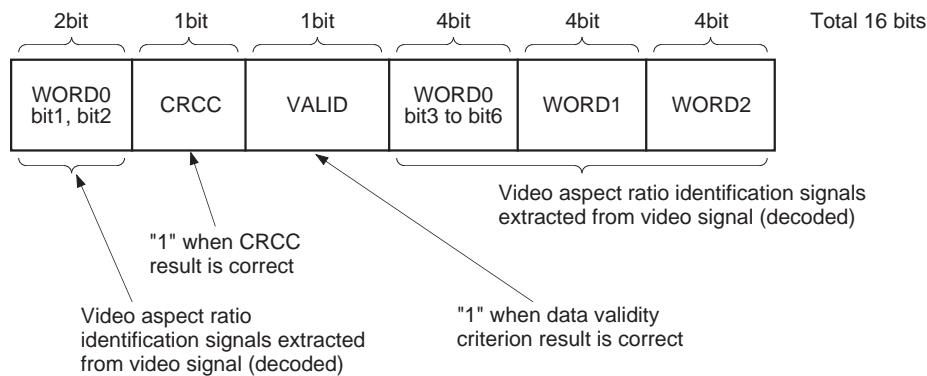 2bit 1bit 1bit 4bit 4bit 4bit Total 16 bits
WORD0
bit1, bit2
CRCC
VALID
WORD0
bit3 to bit6
WORD1
WORD2
Video aspect ratio identification signals
extracted from video signal (decoded)
"1" when CRCC
result is correct
Video aspect ratio
identification signals extracted
from video signal (decoded)
"1" when data validity
criterion result is correct